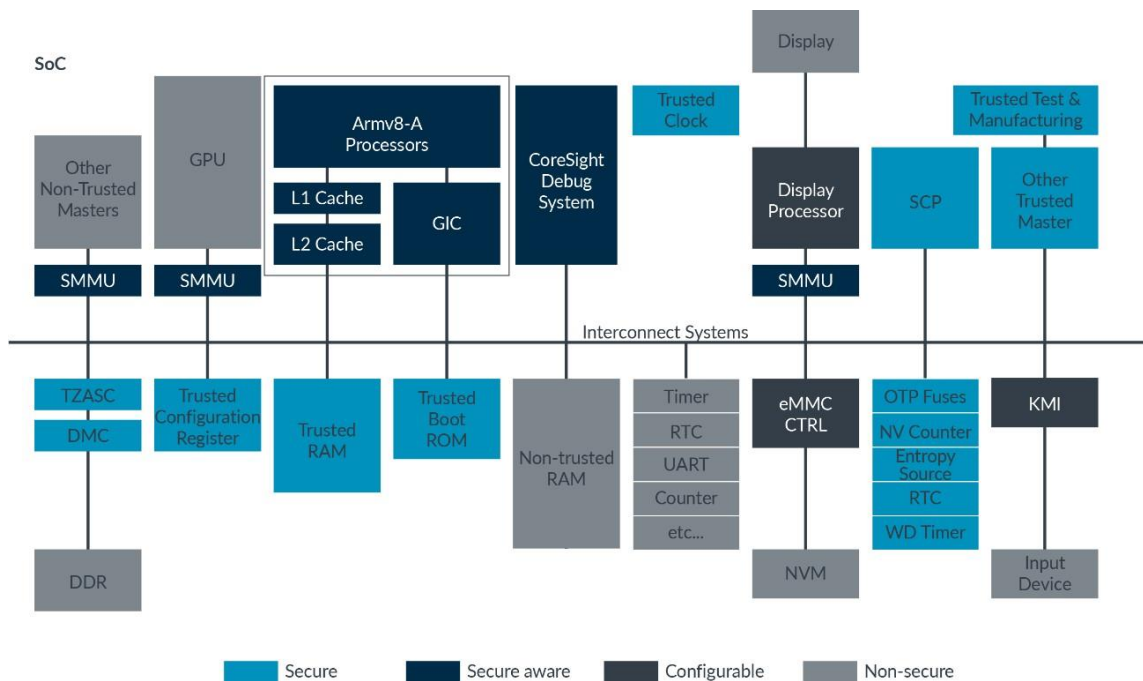 SoC
Display
Trusted
Clock
Trusted Test &
Manufacturing
Other
Non-Trusted
Masters
GPU
Armv8-A
Processors
L1 Cache
L2 Cache
GIC
CoreSight
Debug
System
Display
Processor
SCP
Other
Trusted
Master
SMMU
SMMU
SMMU
Interconnect Systems
TZASC
DMC
Trusted
Configuration
Register
Trusted
RAM
Trusted
Boot
ROM
Non-trusted
RAM
Timer
RTC
UART
Counter
etc...
eMMC
CTRL
OTP Fuses
NV Counter
Entropy
Source
RTC
WD Timer
KMI
DDR
NVM
Input
Device
Secure
Secure aware
Configurable
Non-secure